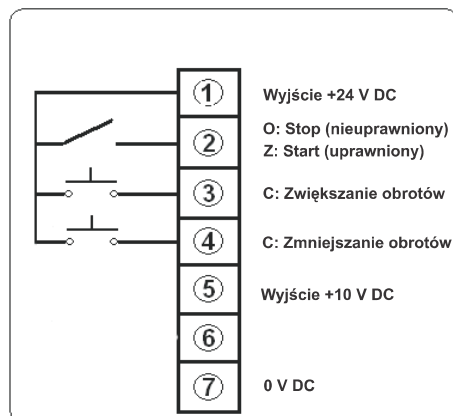 1 Wyjście +24 V DC
2 O: Stop (nieuprawniony)
Z: Start (uprawniony)
3 C: Zwiększanie obrotów
4 C: Zmniejszanie obrotów
5 Wyjście +10 V DC
6
7 0 V DC